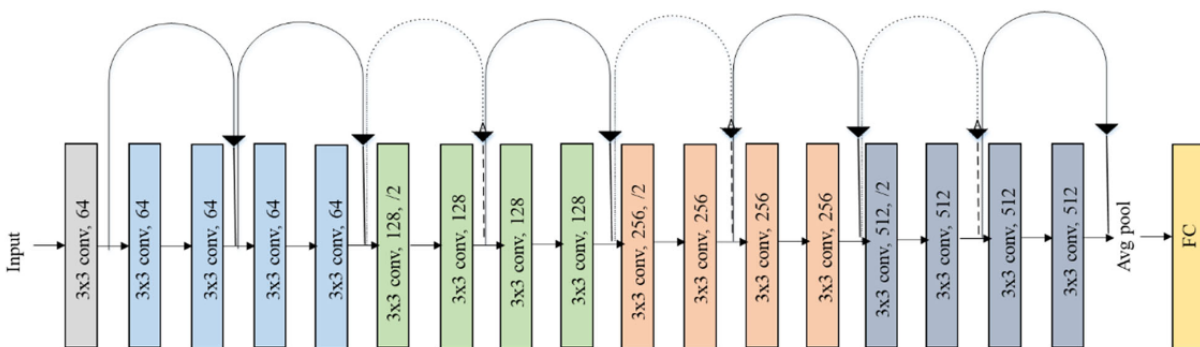 Input
3x3 conv, 64
3x3 conv, 64
3x3 conv, 64
3x3 conv, 64
3x3 conv, 64
3x3 conv, 128, /2
3x3 conv, 128
3x3 conv, 128
3x3 conv, 128
3x3 conv, 256, /2
3x3 conv, 256
3x3 conv, 256
3x3 conv, 256
3x3 conv, 512, /2
3x3 conv, 512
3x3 conv, 512
3x3 conv, 512
Avg pool
FC